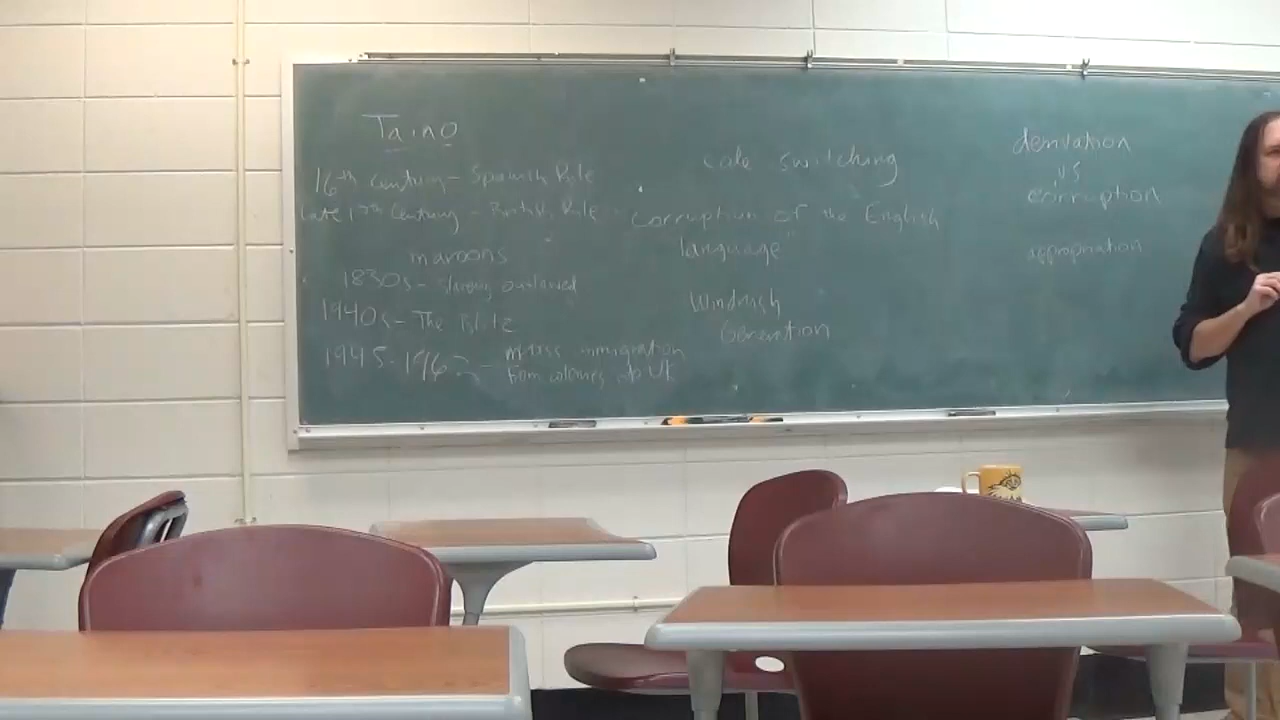 Taino
16th Century - Spanish Rule
Late 17th Century - British Rule
maroons
1830s - Slavery outlawed
1940s - The Blitz
1945-1962 - mass immigration
from colonies to UK
code switching
"Corruption of the English
language"
Windrush
Generation
derivation
vs
corruption
appropriation